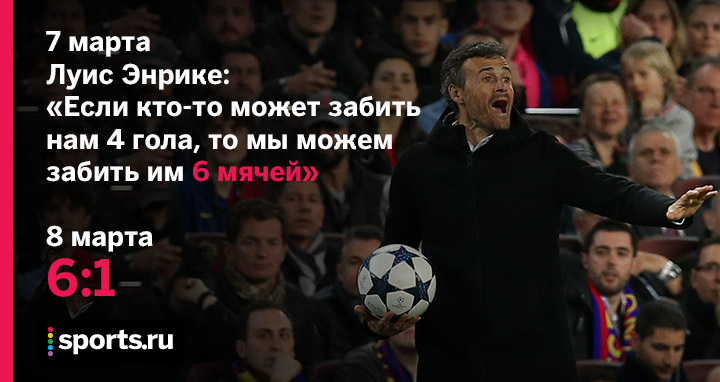 7 марта
Луис Энрике:
«Если кто-то может забить
нам 4 гола, то мы можем
забить им 6 мячей»
8 марта
6:1
sports.ru